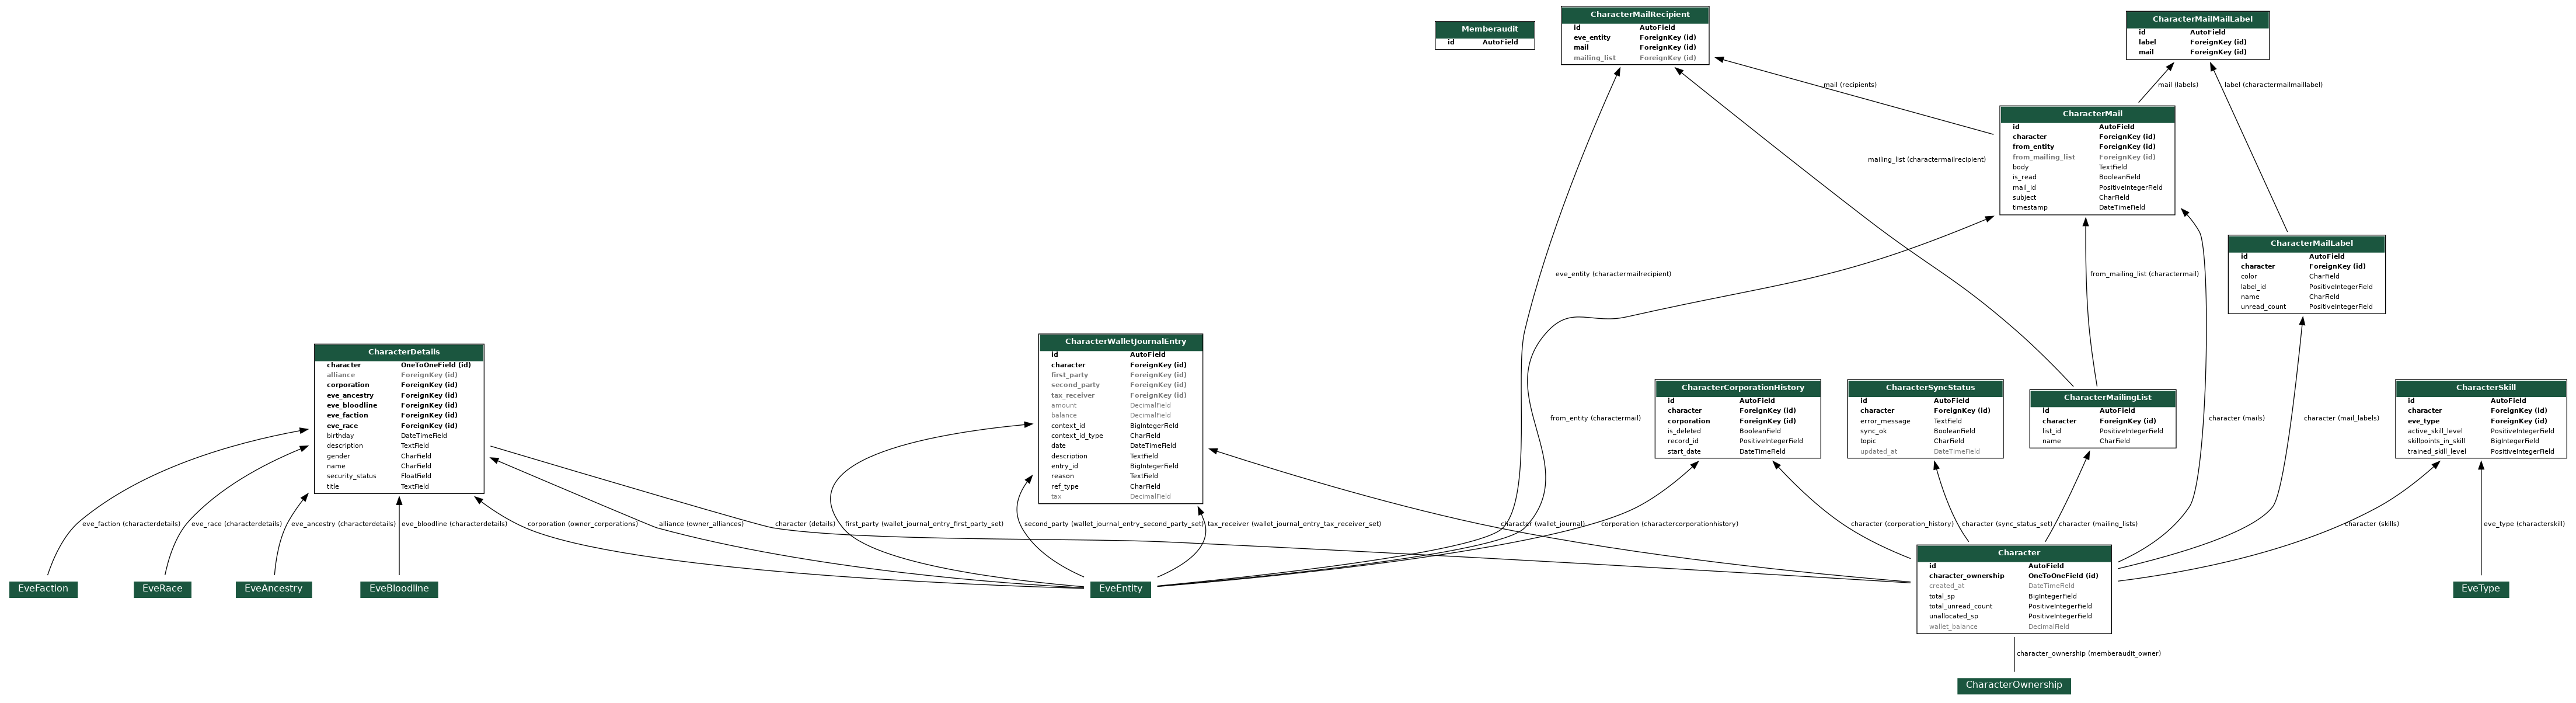 Memberaudit
id AutoField
CharacterMailRecipient
id AutoField
eve_entity ForeignKey (id)
mail ForeignKey (id)
mailing_list ForeignKey (id)
CharacterMailMailLabel
id AutoField
label ForeignKey (id)
mail ForeignKey (id)
mail (recipients)
mail (labels)
label (charactermailmaillabel)
CharacterMail
id AutoField
character ForeignKey (id)
from_entity ForeignKey (id)
from_mailing_list ForeignKey (id)
body TextField
is_read BooleanField
mail_id PositiveIntegerField
subject CharField
timestamp DateTimeField
mailing_list (charactermailrecipient)
CharacterMailLabel
id AutoField
character ForeignKey (id)
color CharField
label_id PositiveIntegerField
name CharField
unread_count PositiveIntegerField
eve_entity (charactermailrecipient)
from_mailing_list (charactermail)
CharacterDetails
character OneToOneField (id)
alliance ForeignKey (id)
corporation ForeignKey (id)
eve_ancestry ForeignKey (id)
eve_bloodline ForeignKey (id)
eve_faction ForeignKey (id)
eve_race ForeignKey (id)
birthday DateTimeField
description TextField
gender CharField
name CharField
security_status FloatField
title TextField
CharacterWalletJournalEntry
id AutoField
character ForeignKey (id)
first_party ForeignKey (id)
second_party ForeignKey (id)
tax_receiver ForeignKey (id)
amount DecimalField
balance DecimalField
context_id BigIntegerField
context_id_type CharField
date DateTimeField
description TextField
entry_id BigIntegerField
reason TextField
ref_type CharField
tax DecimalField
CharacterCorporationHistory
id AutoField
character ForeignKey (id)
corporation ForeignKey (id)
is_deleted BooleanField
record_id PositiveIntegerField
start_date DateTimeField
CharacterSyncStatus
id AutoField
character ForeignKey (id)
error_message TextField
sync_ok BooleanField
topic CharField
updated_at DateTimeField
CharacterMailingList
id AutoField
character ForeignKey (id)
list_id PositiveIntegerField
name CharField
CharacterSkill
id AutoField
character ForeignKey (id)
eve_type ForeignKey (id)
active_skill_level PositiveIntegerField
skillpoints_in_skill BigIntegerField
trained_skill_level PositiveIntegerField
from_entity (charactermail)
character (mails)
character (mail_labels)
eve_faction (characterdetails)
eve_race (characterdetails)
eve_ancestry (characterdetails)
eve_bloodline (characterdetails)
corporation (owner_corporations)
alliance (owner_alliances)
character (details)
first_party (wallet_journal_entry_first_party_set)
second_party (wallet_journal_entry_second_party_set)
tax_receiver (wallet_journal_entry_tax_receiver_set)
character (wallet_journal)
corporation (charactercorporationhistory)
character (corporation_history)
character (sync_status_set)
character (mailing_lists)
character (skills)
eve_type (characterskill)
EveFaction
EveRace
EveAncestry
EveBloodline
EveEntity
Character
id AutoField
character_ownership OneToOneField (id)
created_at DateTimeField
total_sp BigIntegerField
total_unread_count PositiveIntegerField
unallocated_sp PositiveIntegerField
wallet_balance DecimalField
EveType
character_ownership (memberaudit_owner)
CharacterOwnership